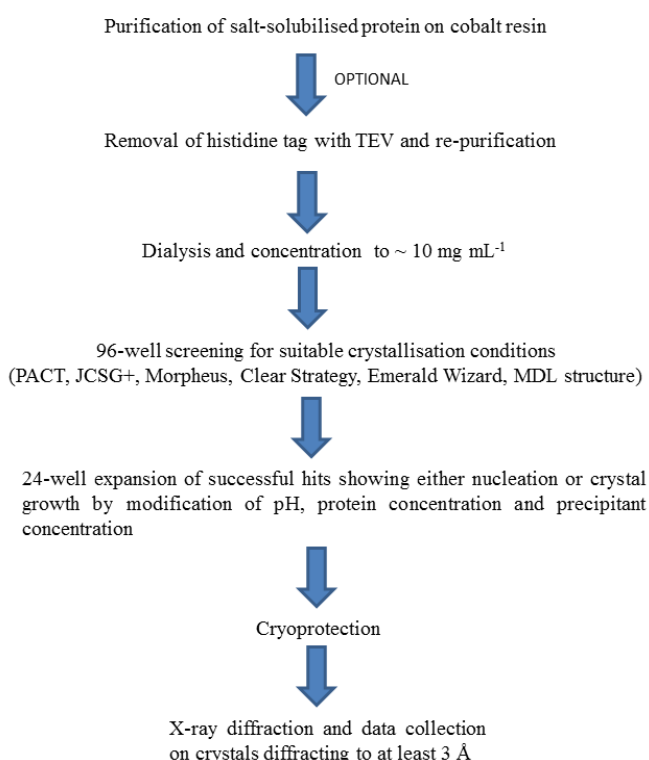 Purification of salt-solubilised protein on cobalt resin
OPTIONAL
Removal of histidine tag with TEV and re-purification
Dialysis and concentration to ~ 10 mg mL⁻¹
96-well screening for suitable crystallisation conditions
(PACT, JCSG+, Morpheus, Clear Strategy, Emerald Wizard, MDL structure)
24-well expansion of successful hits showing either nucleation or crystal
growth by modification of pH, protein concentration and precipitant
concentration
Cryoprotection
X-ray diffraction and data collection
on crystals diffracting to at least 3 Å